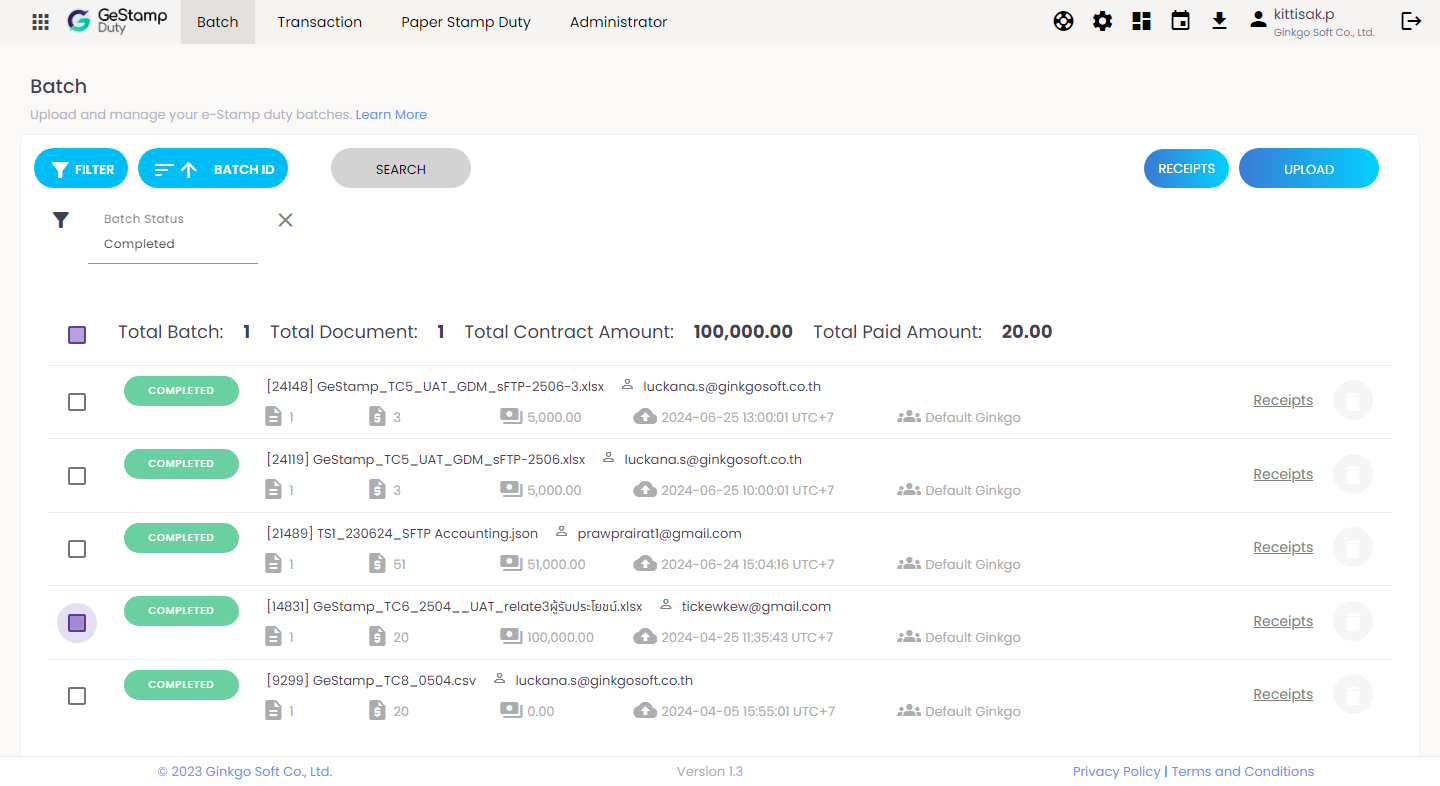 GeStamp Duty Batch Transaction Paper Stamp Duty Administrator kittisak.p
Ginkgo Soft Co., Ltd.
Batch
Upload and manage your e-Stamp duty batches. Learn More
FILTER BATCH ID SEARCH RECEIPTS UPLOAD
Batch Status
Completed
Total Batch: 1 Total Document: 1 Total Contract Amount: 100,000.00 Total Paid Amount: 20.00
COMPLETED [24148] GeStamp_TC5_UAT_GDM_sFTP-2506-3.xlsx luckana.s@ginkgosoft.co.th
1 3 5,000.00 2024-06-25 13:00:01 UTC+7 Default Ginkgo Receipts
COMPLETED [24119] GeStamp_TC5_UAT_GDM_sFTP-2506.xlsx luckana.s@ginkgosoft.co.th
1 3 5,000.00 2024-06-25 10:00:01 UTC+7 Default Ginkgo Receipts
COMPLETED [21489] TS1_230624_SFTP Accounting.json prawprairat1@gmail.com
1 51 51,000.00 2024-06-24 15:04:16 UTC+7 Default Ginkgo Receipts
COMPLETED [14831] GeStamp_TC6_2504__UAT_relate3ผู้รับประโยชน์.xlsx tickewkew@gmail.com
1 20 100,000.00 2024-04-25 11:35:43 UTC+7 Default Ginkgo Receipts
COMPLETED [9299] GeStamp_TC8_0504.csv luckana.s@ginkgosoft.co.th
1 20 0.00 2024-04-05 15:55:01 UTC+7 Default Ginkgo Receipts
© 2023 Ginkgo Soft Co., Ltd. Version 1.3 Privacy Policy | Terms and Conditions